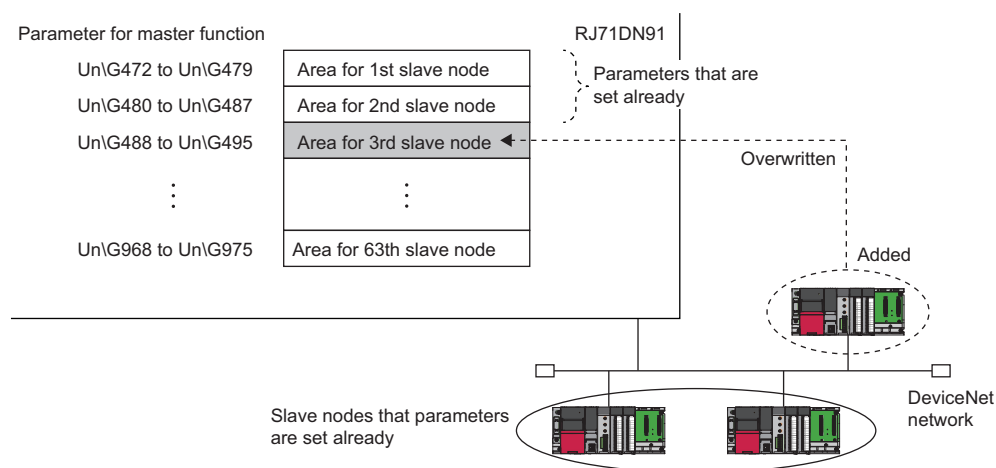 Parameter for master function
RJ71DN91
Un\G472 to Un\G479
Area for 1st slave node
Un\G480 to Un\G487
Area for 2nd slave node
Un\G488 to Un\G495
Area for 3rd slave node
Un\G968 to Un\G975
Area for 63th slave node
Parameters that are
set already
Overwritten
Added
DeviceNet
network
Slave nodes that parameters
are set already